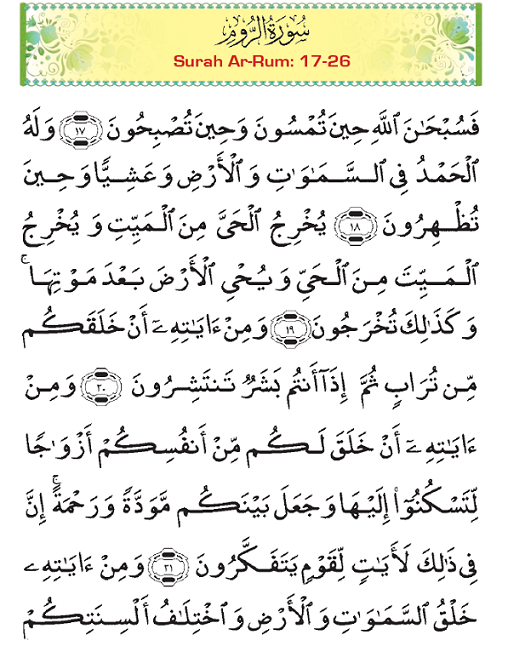 سُورَةُ الرُّومِ
Surah Ar-Rum: 17-26
فَسُبْحَـٰنَ ٱللَّهِ حِينَ تُمْسُونَ وَحِينَ تُصْبِحُونَ ١٧ وَلَهُ
ٱلْحَمْدُ فِى ٱلسَّمَـٰوَٰتِ وَٱلْأَرْضِ وَعَشِيًّا وَحِينَ
تُظْهِرُونَ ١٨ يُخْرِجُ ٱلْحَىَّ مِنَ ٱلْمَيِّتِ وَيُخْرِجُ
ٱلْمَيِّتَ مِنَ ٱلْحَىِّ وَيُحْىِ ٱلْأَرْضَ بَعْدَ مَوْتِهَا ۚ
وَكَذَٰلِكَ تُخْرَجُونَ ١٩ وَمِنْ ءَايَـٰتِهِۦٓ أَنْ خَلَقَكُم
مِّن تُرَابٍ ثُمَّ إِذَآ أَنتُم بَشَرٌ تَنتَشِرُونَ ٢٠ وَمِنْ
ءَايَـٰتِهِۦٓ أَنْ خَلَقَ لَكُم مِّنْ أَنفُسِكُمْ أَزْوَٰجًا
لِّتَسْكُنُوٓا۟ إِلَيْهَا وَجَعَلَ بَيْنَكُم مَّوَدَّةً وَرَحْمَةً ۚ إِنَّ
فِى ذَٰلِكَ لَأَيَـٰتٍ لِّقَوْمٍ يَتَفَكَّرُونَ ٢١ وَمِنْ ءَايَـٰتِهِۦ
خَلْقُ ٱلسَّمَـٰوَٰتِ وَٱلْأَرْضِ وَٱخْتِلَـٰفُ أَلْسِنَتِكُمْ